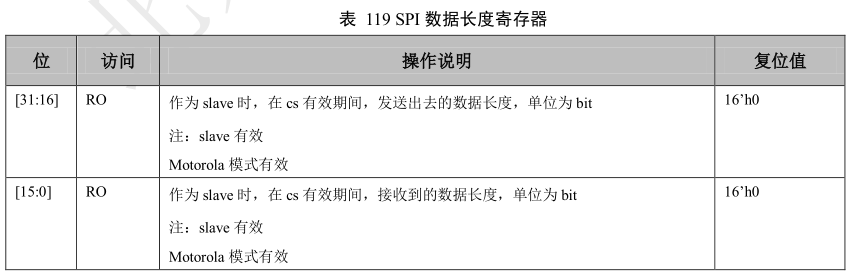 表 119 SPI 数据长度寄存器
位 访问 操作说明 复位值
[31:16] RO 作为 slave 时，在 cs 有效期间，发送出去的数据长度，单位为 bit 16’h0
注：slave 有效
Motorola 模式有效
[15:0] RO 作为 slave 时，在 cs 有效期间，接收到的数据长度，单位为 bit 16’h0
注：slave 有效
Motorola 模式有效